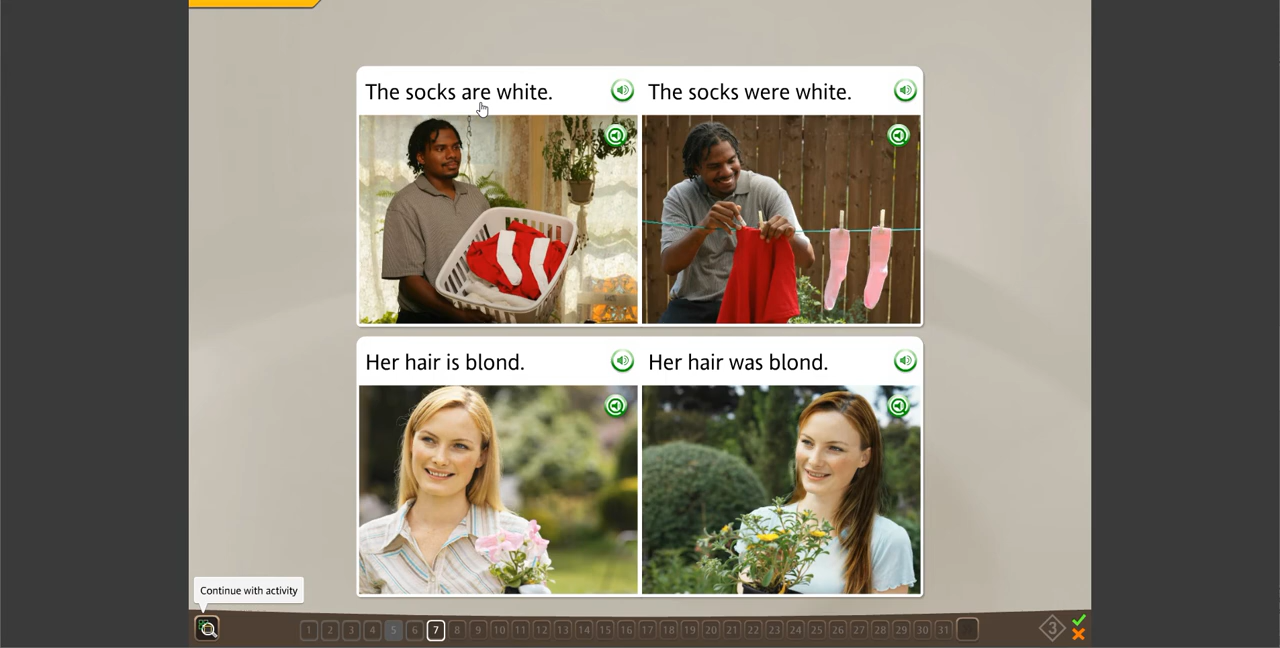 The socks are white.
The socks were white.
Her hair is blond.
Her hair was blond.
Continue with activity
1 2 3 4 5 6 7 8 9 10 11 12 13 14 15 16 17 18 19 20 21 22 23 24 25 26 27 28 29 30 31
3